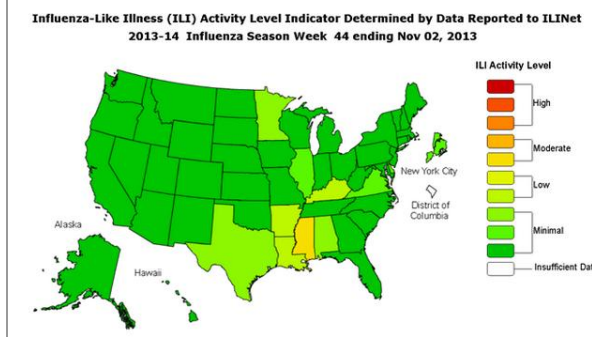 Influenza-Like Illness (ILI) Activity Level Indicator Determined by Data Reported to ILINet
2013-14 Influenza Season Week 44 ending Nov 02, 2013
ILI Activity Level
High
Moderate
New York City
Low
District of
Columbia
Alaska
Minimal
Hawaii
Insufficient Dat